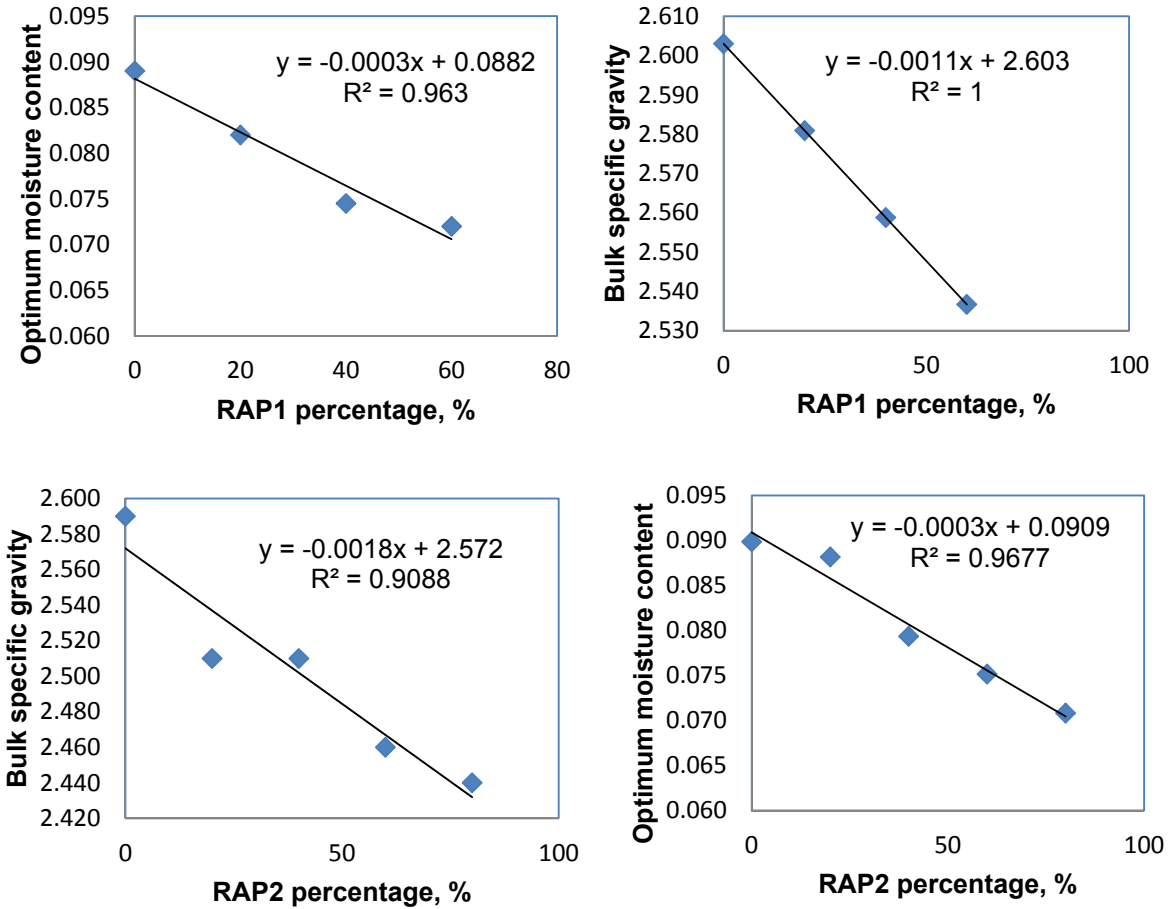 Optimum moisture content
0.095
0.090
0.085
0.080
0.075
0.070
0.065
0.060
y = -0.0003x + 0.0882
R² = 0.963
0 20 40 60 80
RAP1 percentage, %
Bulk specific gravity
2.610
2.600
2.590
2.580
2.570
2.560
2.550
2.540
2.530
y = -0.0011x + 2.603
R² = 1
0 50 100
RAP1 percentage, %
Bulk specific gravity
2.600
2.580
2.560
2.540
2.520
2.500
2.480
2.460
2.440
2.420
y = -0.0018x + 2.572
R² = 0.9088
0 50 100
RAP2 percentage, %
Optimum moisture content
0.095
0.090
0.085
0.080
0.075
0.070
0.065
0.060
y = -0.0003x + 0.0909
R² = 0.9677
0 50 100
RAP2 percentage, %